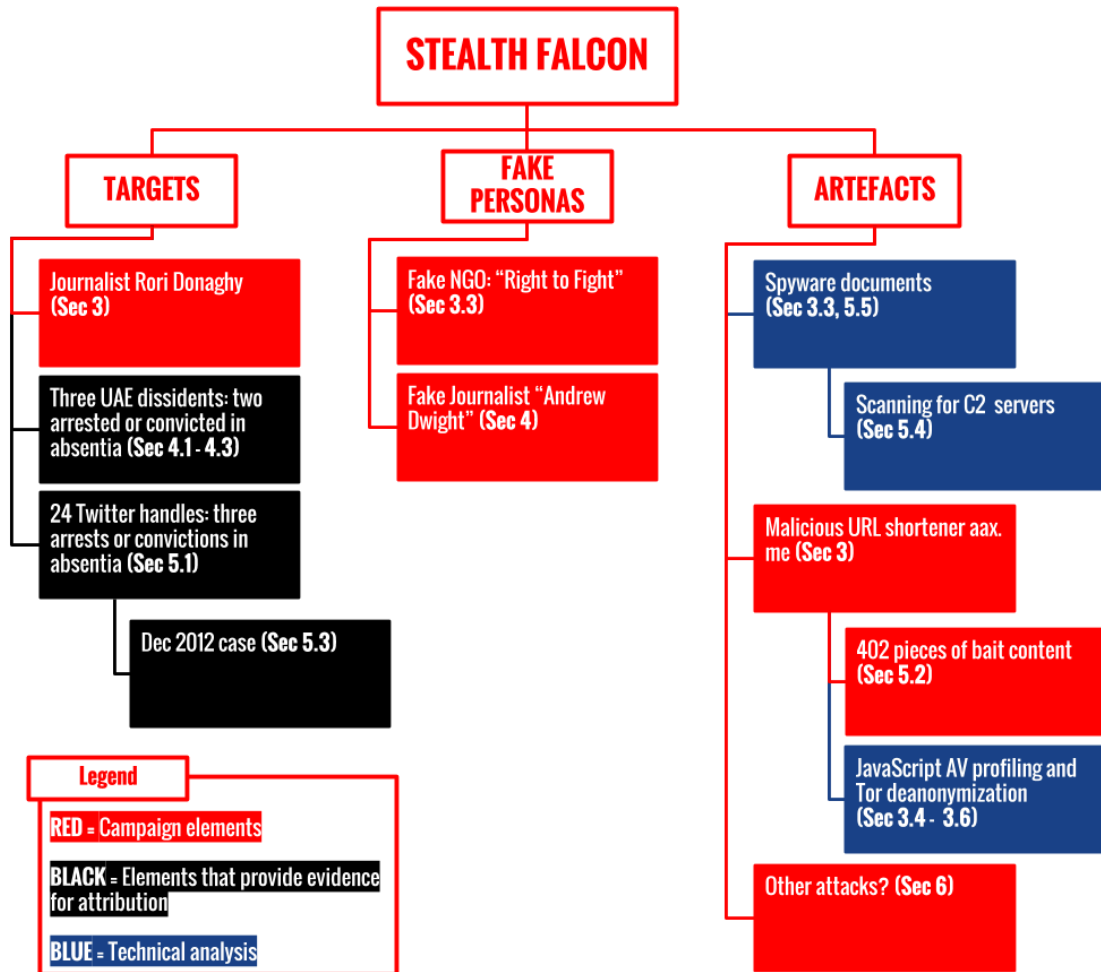 STEALTH FALCON
TARGETS
Journalist Rori Donaghy
(Sec 3)
Three UAE dissidents: two
arrested or convicted in
absentia (Sec 4.1 - 4.3)
24 Twitter handles: three
arrests or convictions in
absentia (Sec 5.1)
Dec 2012 case (Sec 5.3)
FAKE
PERSONAS
Fake NGO: “Right to Fight”
(Sec 3.3)
Fake Journalist “Andrew
Dwight” (Sec 4)
ARTEFACTS
Spyware documents
(Sec 3.3, 5.5)
Scanning for C2 servers
(Sec 5.4)
Malicious URL shortener aax.
me (Sec 3)
402 pieces of bait content
(Sec 5.2)
JavaScript AV profiling and
Tor deanonymization
(Sec 3.4 - 3.6)
Other attacks? (Sec 6)
Legend
RED = Campaign elements
BLACK = Elements that provide evidence
for attribution
BLUE = Technical analysis